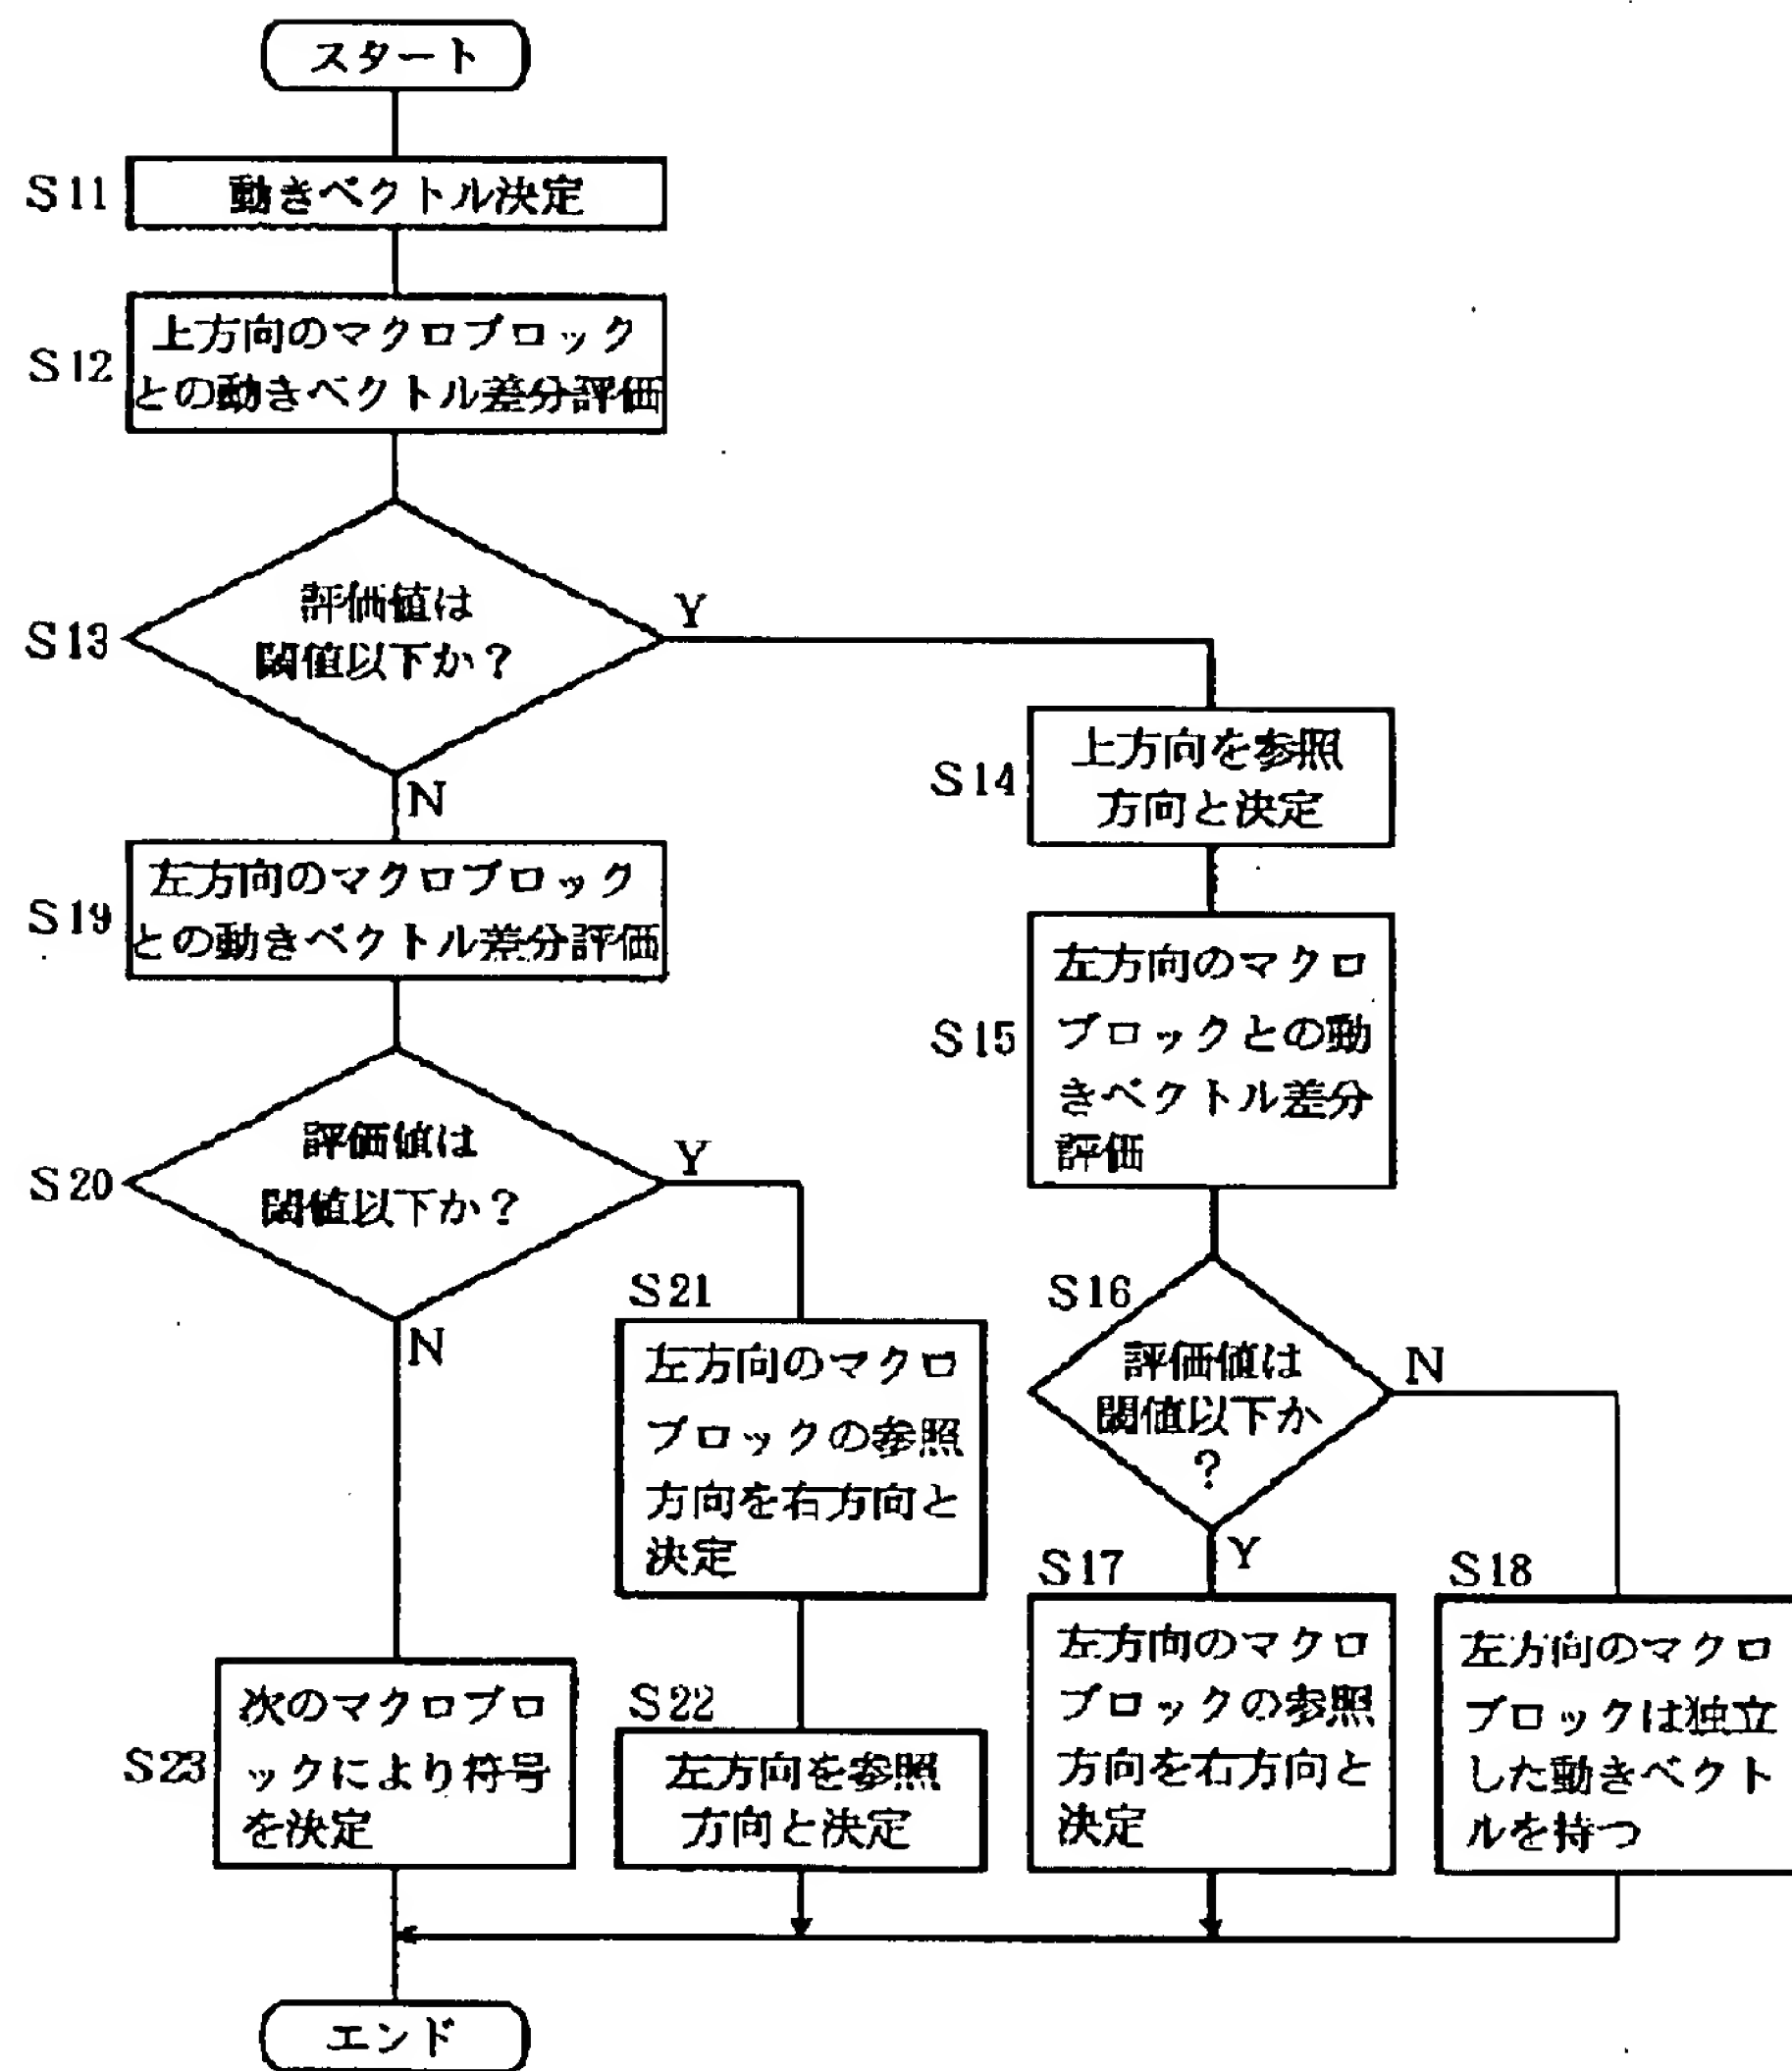 スタート
S11
動きベクトル決定
S12
上方向のマクロブロック
との動きベクトル差分評価
S13
評価値は
閾値以下か?
Y
N
S14
上方向を参照
方向と決定
S19
左方向のマクロブロック
との動きベクトル差分評価
S15
左方向のマクロ
ブロックとの動
きベクトル差分
評価
S20
評価値は
閾値以下か?
Y
N
S16
評価値は
閾値以下か
?
N
Y
S21
左方向のマクロ
ブロックの参照
方向を右方向と
決定
S17
左方向のマクロ
ブロックの参照
方向を右方向と
決定
S18
左方向のマクロ
ブロックは独立
した動きベクト
ルを持つ
S23
次のマクロブロ
ックにより符号
を決定
S22
左方向を参照
方向と決定
エンド